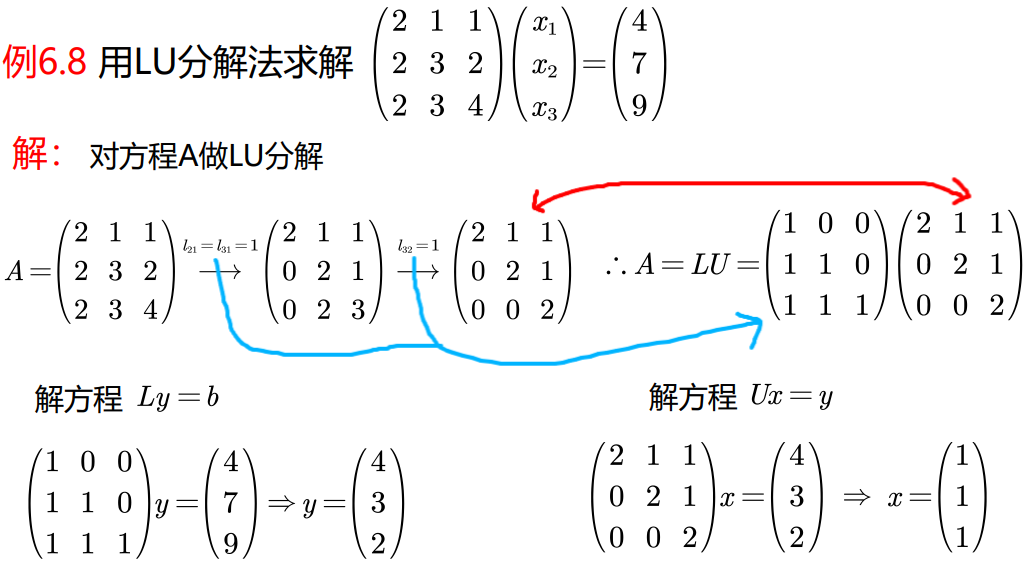 例6.8 用LU分解法求解 $\begin{pmatrix} 2 & 1 & 1 \\ 2 & 3 & 2 \\ 2 & 3 & 4 \end{pmatrix} \begin{pmatrix} x_1 \\ x_2 \\ x_3 \end{pmatrix} = \begin{pmatrix} 4 \\ 7 \\ 9 \end{pmatrix}$
解： 对方程A做LU分解
$A = \begin{pmatrix} 2 & 1 & 1 \\ 2 & 3 & 2 \\ 2 & 3 & 4 \end{pmatrix} \xrightarrow{l_{21}=l_{31}=1} \begin{pmatrix} 2 & 1 & 1 \\ 0 & 2 & 1 \\ 0 & 2 & 3 \end{pmatrix} \xrightarrow{l_{32}=1} \begin{pmatrix} 2 & 1 & 1 \\ 0 & 2 & 1 \\ 0 & 0 & 2 \end{pmatrix} \therefore A = LU = \begin{pmatrix} 1 & 0 & 0 \\ 1 & 1 & 0 \\ 1 & 1 & 1 \end{pmatrix} \begin{pmatrix} 2 & 1 & 1 \\ 0 & 2 & 1 \\ 0 & 0 & 2 \end{pmatrix}$
解方程 $Ly = b$
$\begin{pmatrix} 1 & 0 & 0 \\ 1 & 1 & 0 \\ 1 & 1 & 1 \end{pmatrix} y = \begin{pmatrix} 4 \\ 7 \\ 9 \end{pmatrix} \Rightarrow y = \begin{pmatrix} 4 \\ 3 \\ 2 \end{pmatrix}$
解方程 $Ux = y$
$\begin{pmatrix} 2 & 1 & 1 \\ 0 & 2 & 1 \\ 0 & 0 & 2 \end{pmatrix} x = \begin{pmatrix} 4 \\ 3 \\ 2 \end{pmatrix} \Rightarrow x = \begin{pmatrix} 1 \\ 1 \\ 1 \end{pmatrix}$